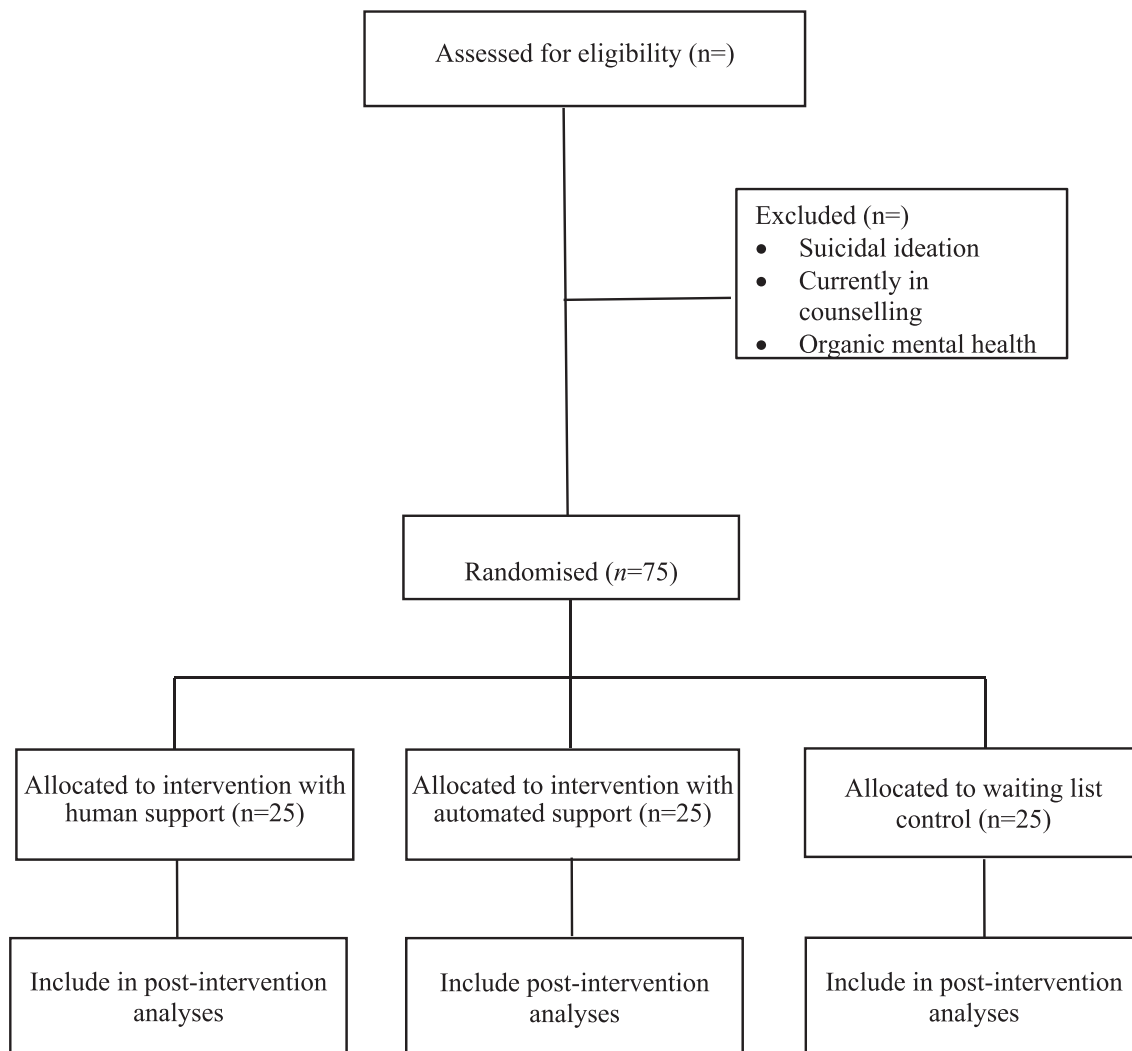 Assessed for eligibility (n=)
Excluded (n=)
• Suicidal ideation
• Currently in
counselling
• Organic mental health
Randomised (n=75)
Allocated to intervention with
human support (n=25)
Allocated to intervention with
automated support (n=25)
Allocated to waiting list
control (n=25)
Include in post-intervention
analyses
Include post-intervention
analyses
Include in post-intervention
analyses